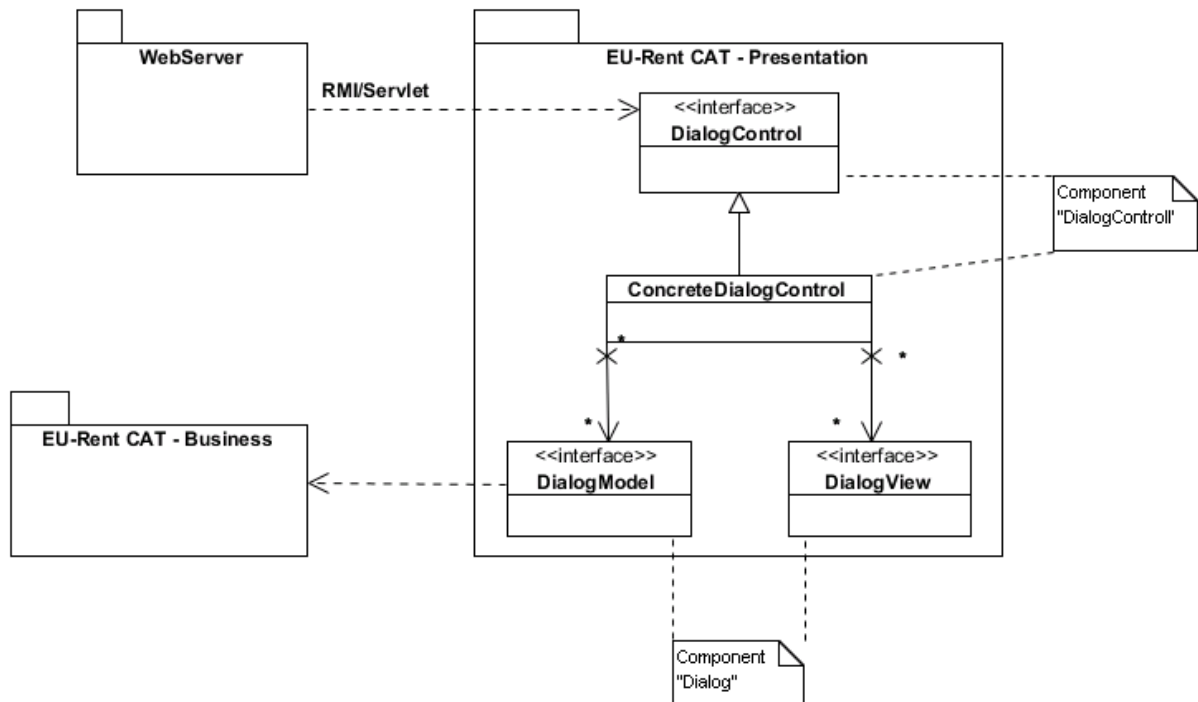 WebServer
EU-Rent CAT - Presentation
RMI/Servlet
<<interface>>
DialogControl
Component
"DialogControll'
ConcreteDialogControl
*
*
*
*
EU-Rent CAT - Business
<<interface>>
DialogModel
<<interface>>
DialogView
Component
"Dialog"